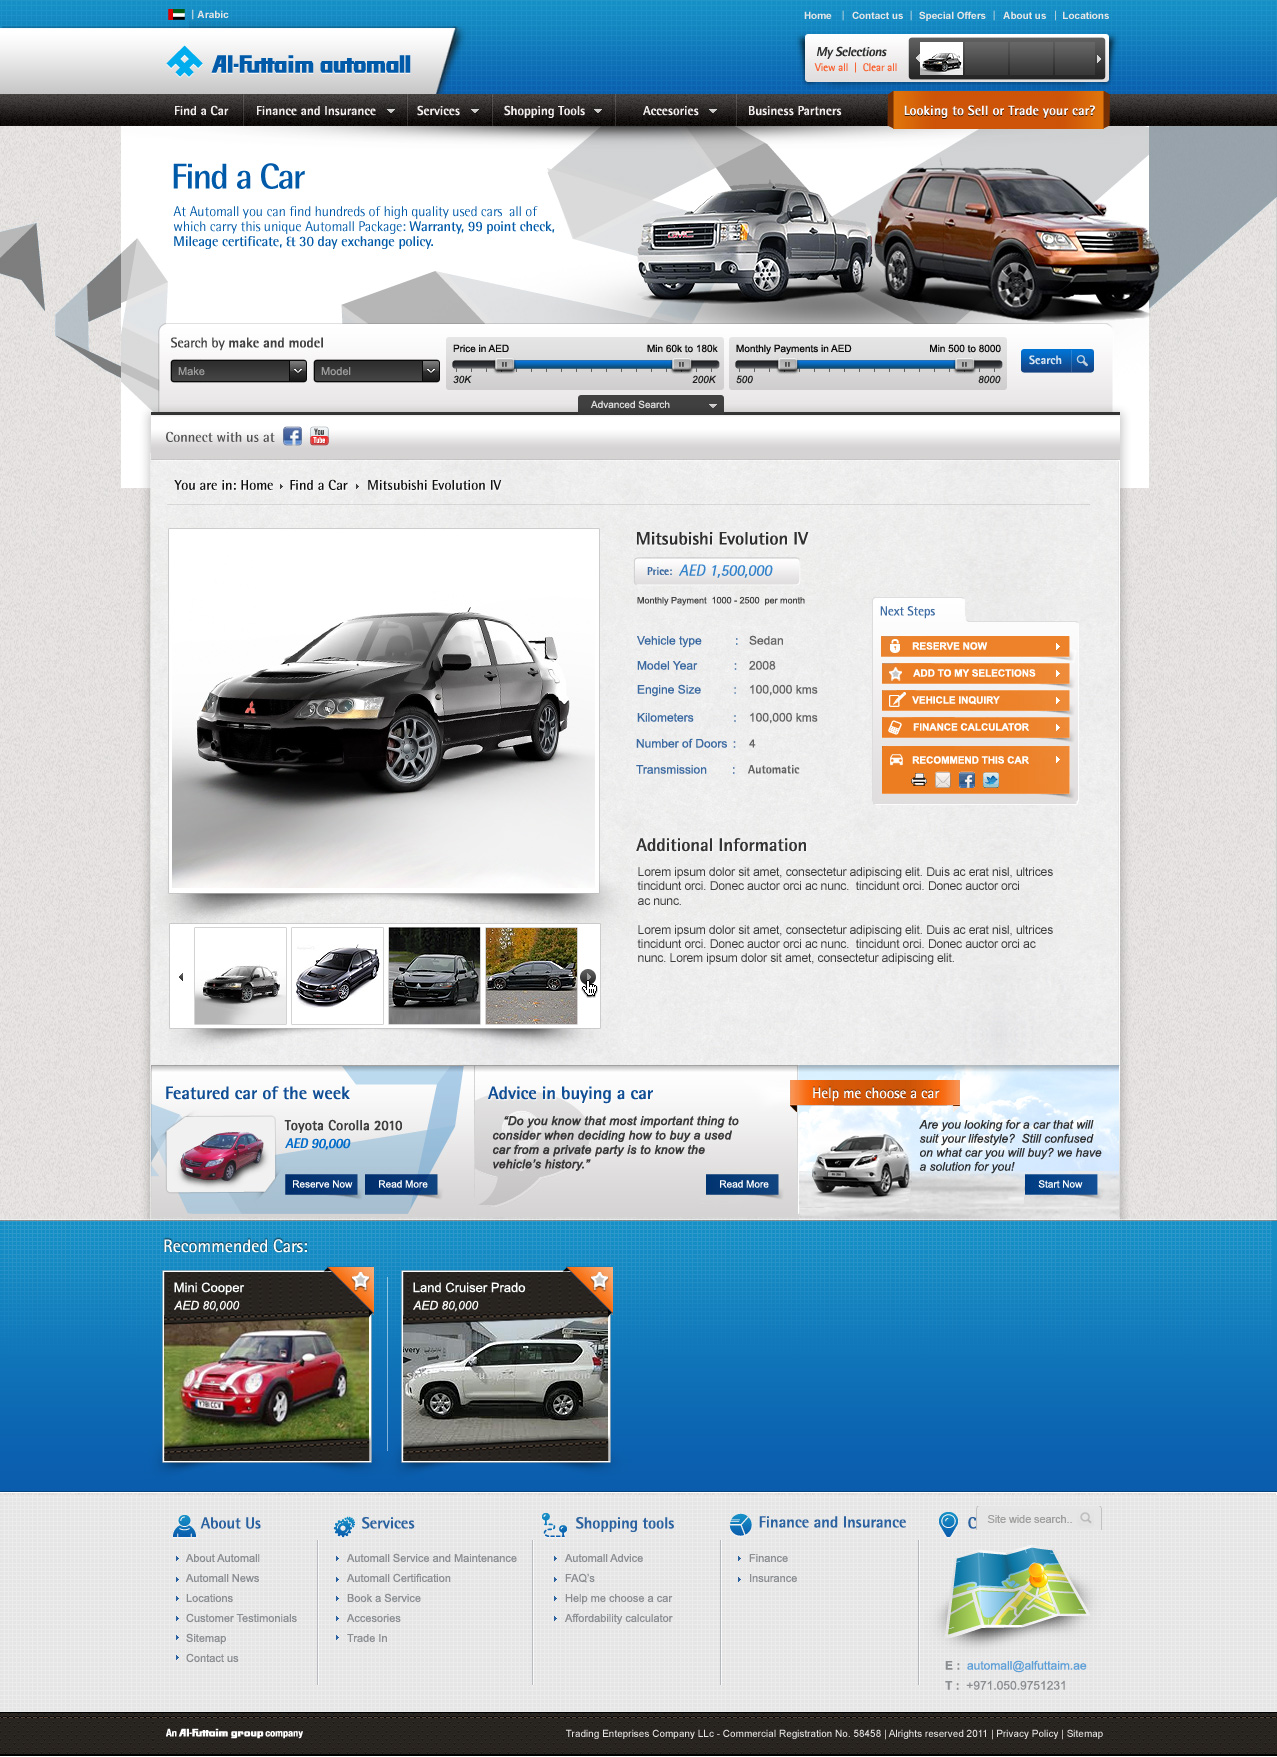 | Arabic
Home | Contact us | Special Offers | About us | Locations
Al-Futtaim automall
My Selections
View all | Clear all
Find a Car
Finance and Insurance
Services
Shopping Tools
Accesories
Business Partners
Looking to Sell or Trade your car?
Find a Car
At Automall you can find hundreds of high quality used cars all of
which carry this unique Automall Package: Warranty, 99 point check,
Mileage certificate, & 30 day exchange policy.
GMC
Search by make and model
Make
Model
Price in AED
Min 60k to 180k
30K
200K
Monthly Payments in AED
Min 500 to 8000
500
8000
Search
Advanced Search
Connect with us at
You Tube
You are in: Home
Find a Car
Mitsubishi Evolution IV
Mitsubishi Evolution IV
Price: AED 1,500,000
Monthly Payment 1000 - 2500 per month
Vehicle type : Sedan
Model Year : 2008
Engine Size : 100,000 kms
Kilometers : 100,000 kms
Number of Doors : 4
Transmission : Automatic
Next Steps
RESERVE NOW
ADD TO MY SELECTIONS
VEHICLE INQUIRY
FINANCE CALCULATOR
RECOMMEND THIS CAR
Additional Information
Lorem ipsum dolor sit amet, consectetur adipiscing elit. Duis ac erat nisl, ultrices
tincidunt orci. Donec auctor orci ac nunc. tincidunt orci. Donec auctor orci
ac nunc.
Lorem ipsum dolor sit amet, consectetur adipiscing elit. Duis ac erat nisl, ultrices
tincidunt orci. Donec auctor orci ac nunc. tincidunt orci. Donec auctor orci ac
nunc. Lorem ipsum dolor sit amet, consectetur adipiscing elit.
Featured car of the week
Toyota Corolla 2010
AED 90,000
Reserve Now
Read More
Advice in buying a car
“Do you know that most important thing to
consider when deciding how to buy a used
car from a private party is to know the
vehicle’s history.”
Read More
Help me choose a car
Are you looking for a car that will
suit your lifestyle? Still confused
on what car you will buy? we have
a solution for you!
Start Now
Recommended Cars:
Mini Cooper
AED 80,000
Y781 CCV
Land Cruiser Prado
AED 80,000
About Us
About Automall
Automall News
Locations
Customer Testimonials
Sitemap
Contact us
Services
Automall Service and Maintenance
Automall Certification
Book a Service
Accesories
Trade In
Shopping tools
Automall Advice
FAQ's
Help me choose a car
Affordability calculator
Finance and Insurance
Finance
Insurance
C
Site wide search..
E : automall@alfuttaim.ae
T : +971.050.9751231
An Al-Futtaim group company
Trading Enteprises Company LLc - Commercial Registration No. 58458 | Alrights reserved 2011 | Privacy Policy | Sitemap